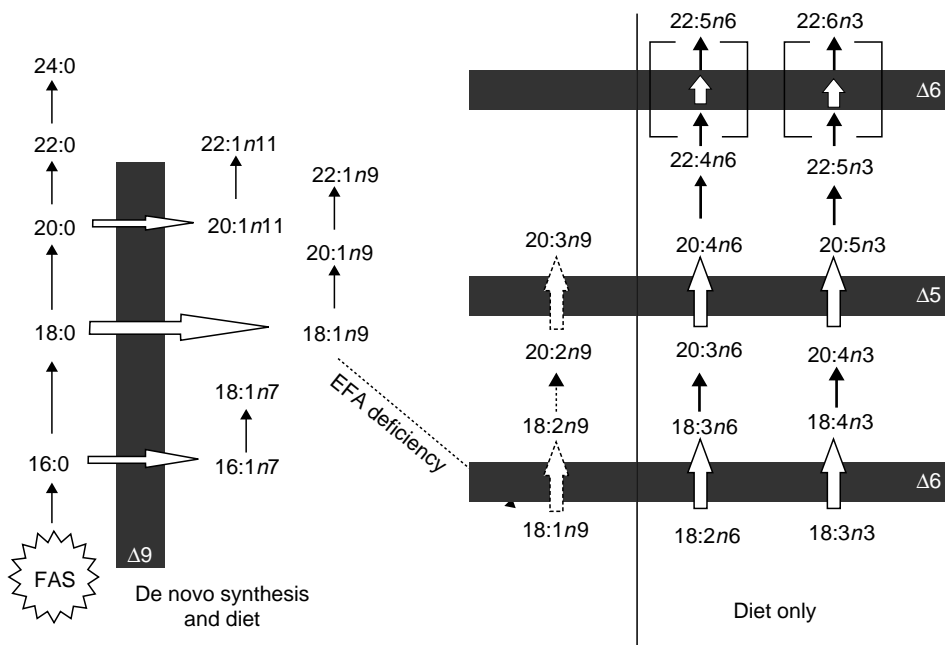 24:0
22:0
20:0
18:0
16:0
FAS
Δ9
22:1n11
20:1n11
22:1n9
20:1n9
18:1n9
18:1n7
16:1n7
De novo synthesis
and diet
EFA deficiency
20:3n9
20:2n9
18:2n9
18:1n9
22:5n6
22:4n6
20:4n6
20:3n6
18:3n6
18:2n6
22:6n3
22:5n3
20:5n3
20:4n3
18:4n3
18:3n3
Δ6
Δ5
Δ6
Diet only